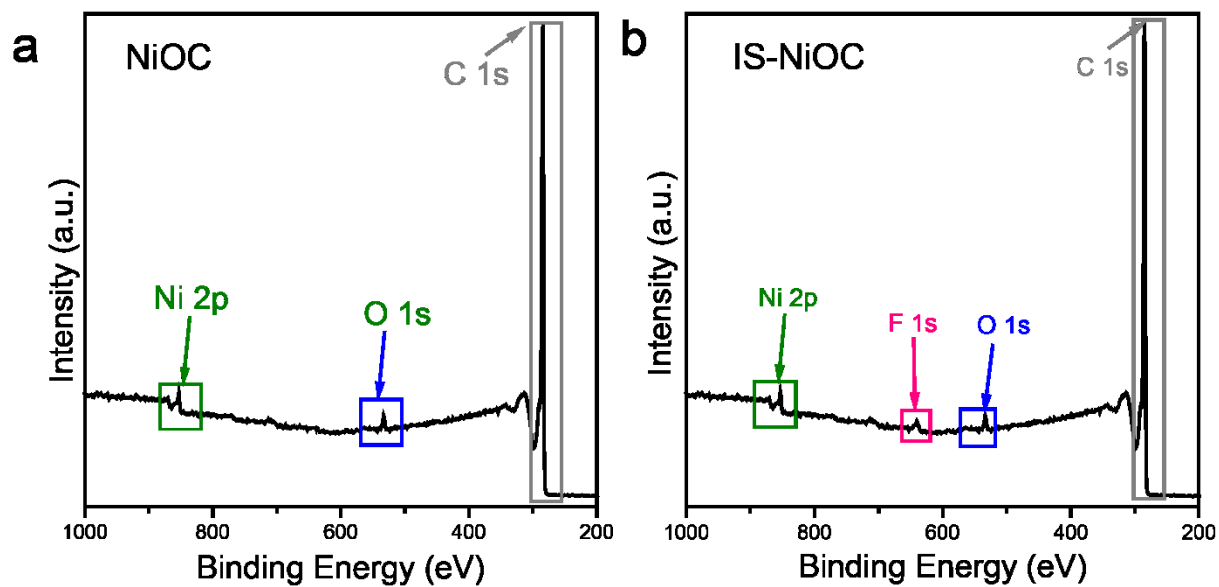 a
NiOC
C 1s
Ni 2p
O 1s
Intensity (a.u.)
1000 800 600 400 200
Binding Energy (eV)
b
IS-NiOC
C 1s
Ni 2p
F 1s
O 1s
Intensity (a.u.)
1000 800 600 400 200
Binding Energy (eV)